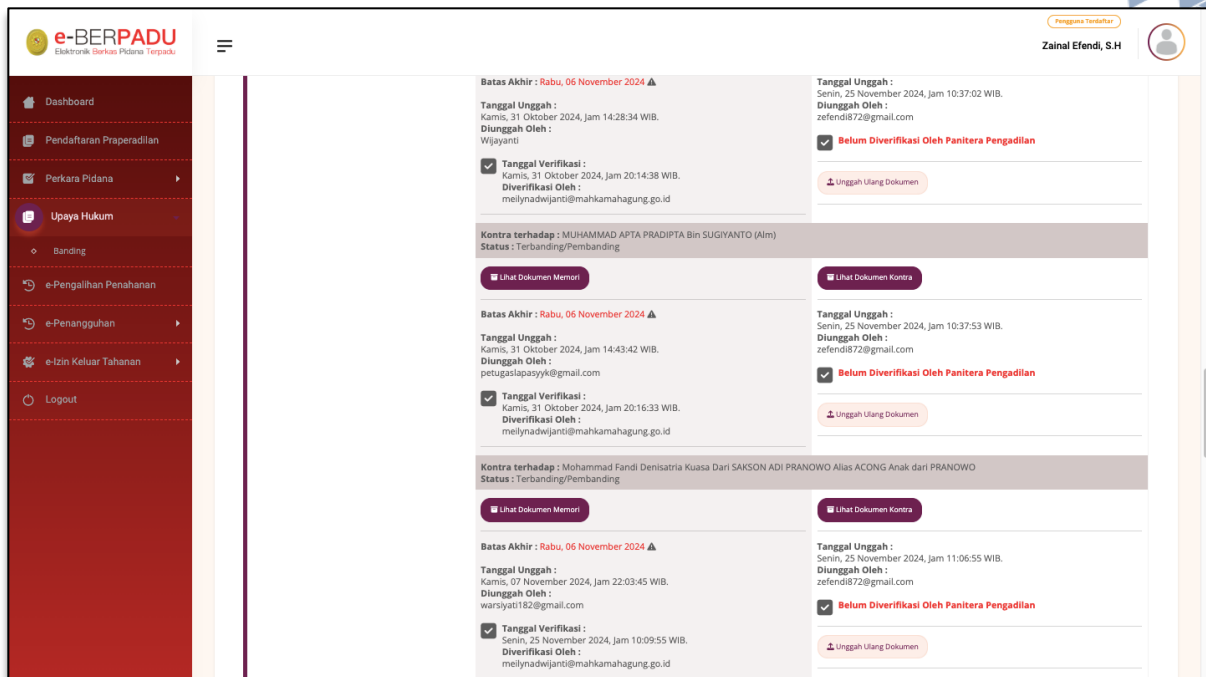 e-BERPADU
Elektronik Berkas Pidana Terpadu
Pengguna Terdaftar
Zainal Efendi, S.H
Dashboard
Pendaftaran Praperadilan
Perkara Pidana
Upaya Hukum
Banding
e-Pengalihan Penahanan
e-Penangguhan
e-Izin Keluar Tahanan
Logout
Batas Akhir : Rabu, 06 November 2024
Tanggal Unggah :
Kamis, 31 Oktober 2024, Jam 14:28:34 WIB.
Diunggah Oleh :
Wijayanti
Tanggal Verifikasi :
Kamis, 31 Oktober 2024, Jam 20:14:38 WIB.
Diverifikasi Oleh :
meilynadwijanti@mahkamahagung.go.id
Tanggal Unggah :
Senin, 25 November 2024, Jam 10:37:02 WIB.
Diunggah Oleh :
zefendi872@gmail.com
Belum Diverifikasi Oleh Panitera Pengadilan
Unggah Ulang Dokumen
Kontra terhadap : MUHAMMAD APTA PRADIPTA Bin SUGIYANTO (Alm)
Status : Terbanding/Pembanding
Lihat Dokumen Memori
Batas Akhir : Rabu, 06 November 2024
Tanggal Unggah :
Kamis, 31 Oktober 2024, Jam 14:43:42 WIB.
Diunggah Oleh :
petugaslapasyyk@gmail.com
Tanggal Verifikasi :
Kamis, 31 Oktober 2024, Jam 20:16:33 WIB.
Diverifikasi Oleh :
meilynadwijanti@mahkamahagung.go.id
Lihat Dokumen Kontra
Tanggal Unggah :
Senin, 25 November 2024, Jam 10:37:53 WIB.
Diunggah Oleh :
zefendi872@gmail.com
Belum Diverifikasi Oleh Panitera Pengadilan
Unggah Ulang Dokumen
Kontra terhadap : Mohammad Fandi Denisatria Kuasa Dari SAKSON ADI PRANOWO Alias ACONG Anak dari PRANOWO
Status : Terbanding/Pembanding
Lihat Dokumen Memori
Batas Akhir : Rabu, 06 November 2024
Tanggal Unggah :
Kamis, 07 November 2024, Jam 22:03:45 WIB.
Diunggah Oleh :
warsiyati182@gmail.com
Tanggal Verifikasi :
Senin, 25 November 2024, Jam 10:09:55 WIB.
Diverifikasi Oleh :
meilynadwijanti@mahkamahagung.go.id
Lihat Dokumen Kontra
Tanggal Unggah :
Senin, 25 November 2024, Jam 11:06:55 WIB.
Diunggah Oleh :
zefendi872@gmail.com
Belum Diverifikasi Oleh Panitera Pengadilan
Unggah Ulang Dokumen